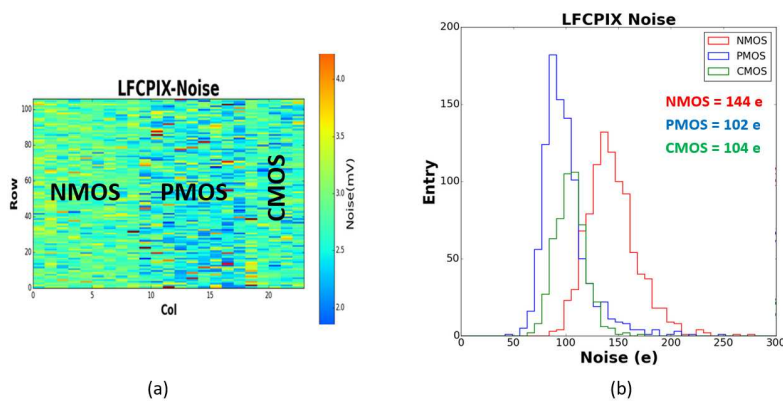 LFCPIX-Noise
Row
100
80
60
40
20
0
NMOS
PMOS
CMOS
0
5
10
15
20
Col
4.0
3.5
3.0
2.5
2.0
Noise(mV)
(a)
LFCPIX Noise
Entry
200
150
100
50
0
NMOS
PMOS
CMOS
NMOS = 144 e
PMOS = 102 e
CMOS = 104 e
0
50
100
150
200
250
300
Noise (e)
(b)